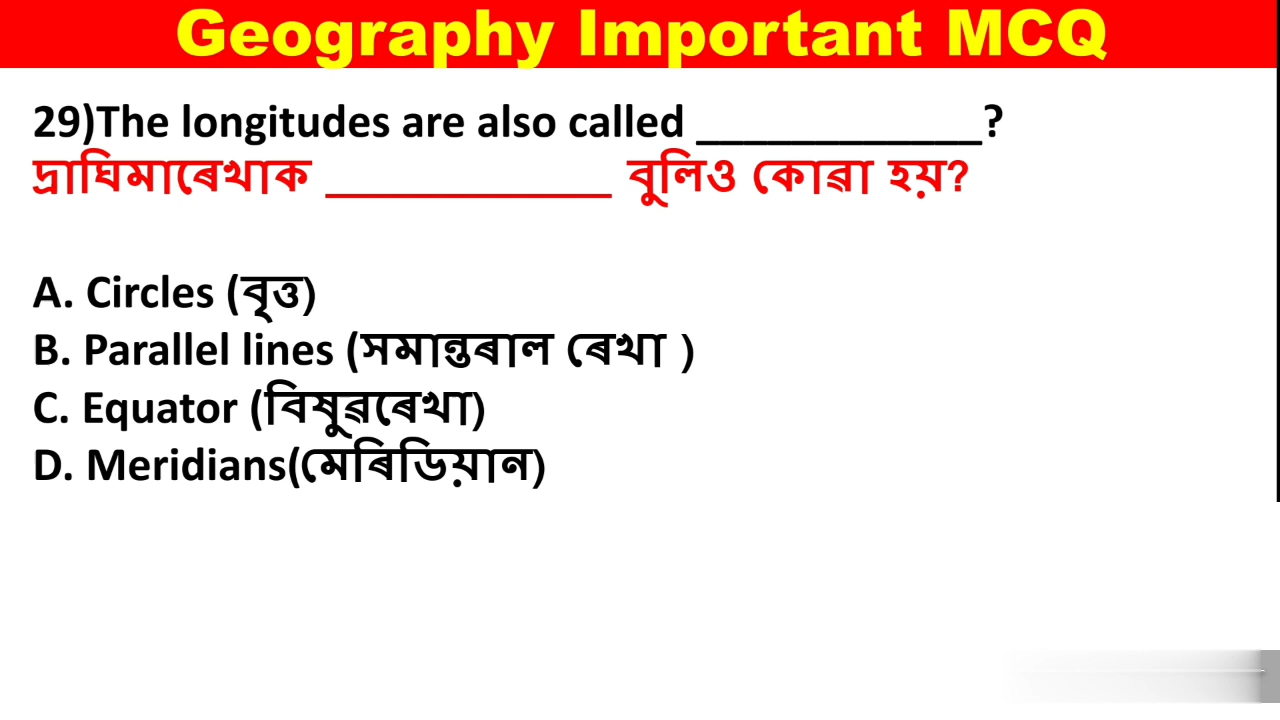 Geography Important MCQ
29)The longitudes are also called _____________?
দ্ৰাঘিমাৰেখাক _____________ বুলিও কোৱা হয়?
A. Circles (বৃত্ত)
B. Parallel lines (সমান্তৰাল ৰেখা )
C. Equator (বিষুৱৰেখা)
D. Meridians(মেৰিডিয়ান)